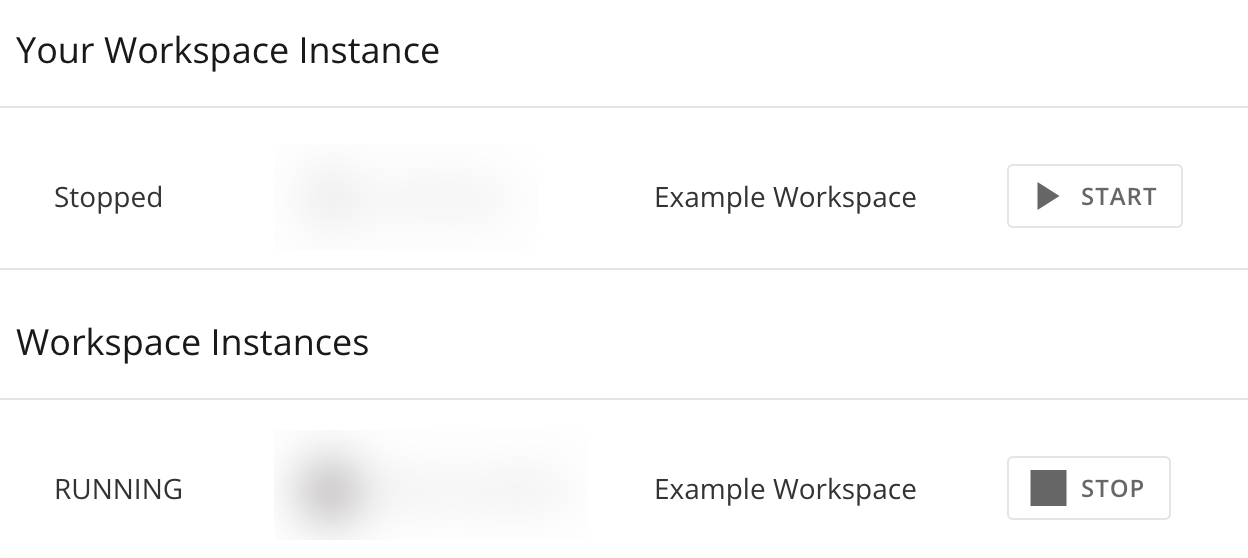 Your Workspace Instance
Stopped Example Workspace START
Workspace Instances
RUNNING Example Workspace STOP